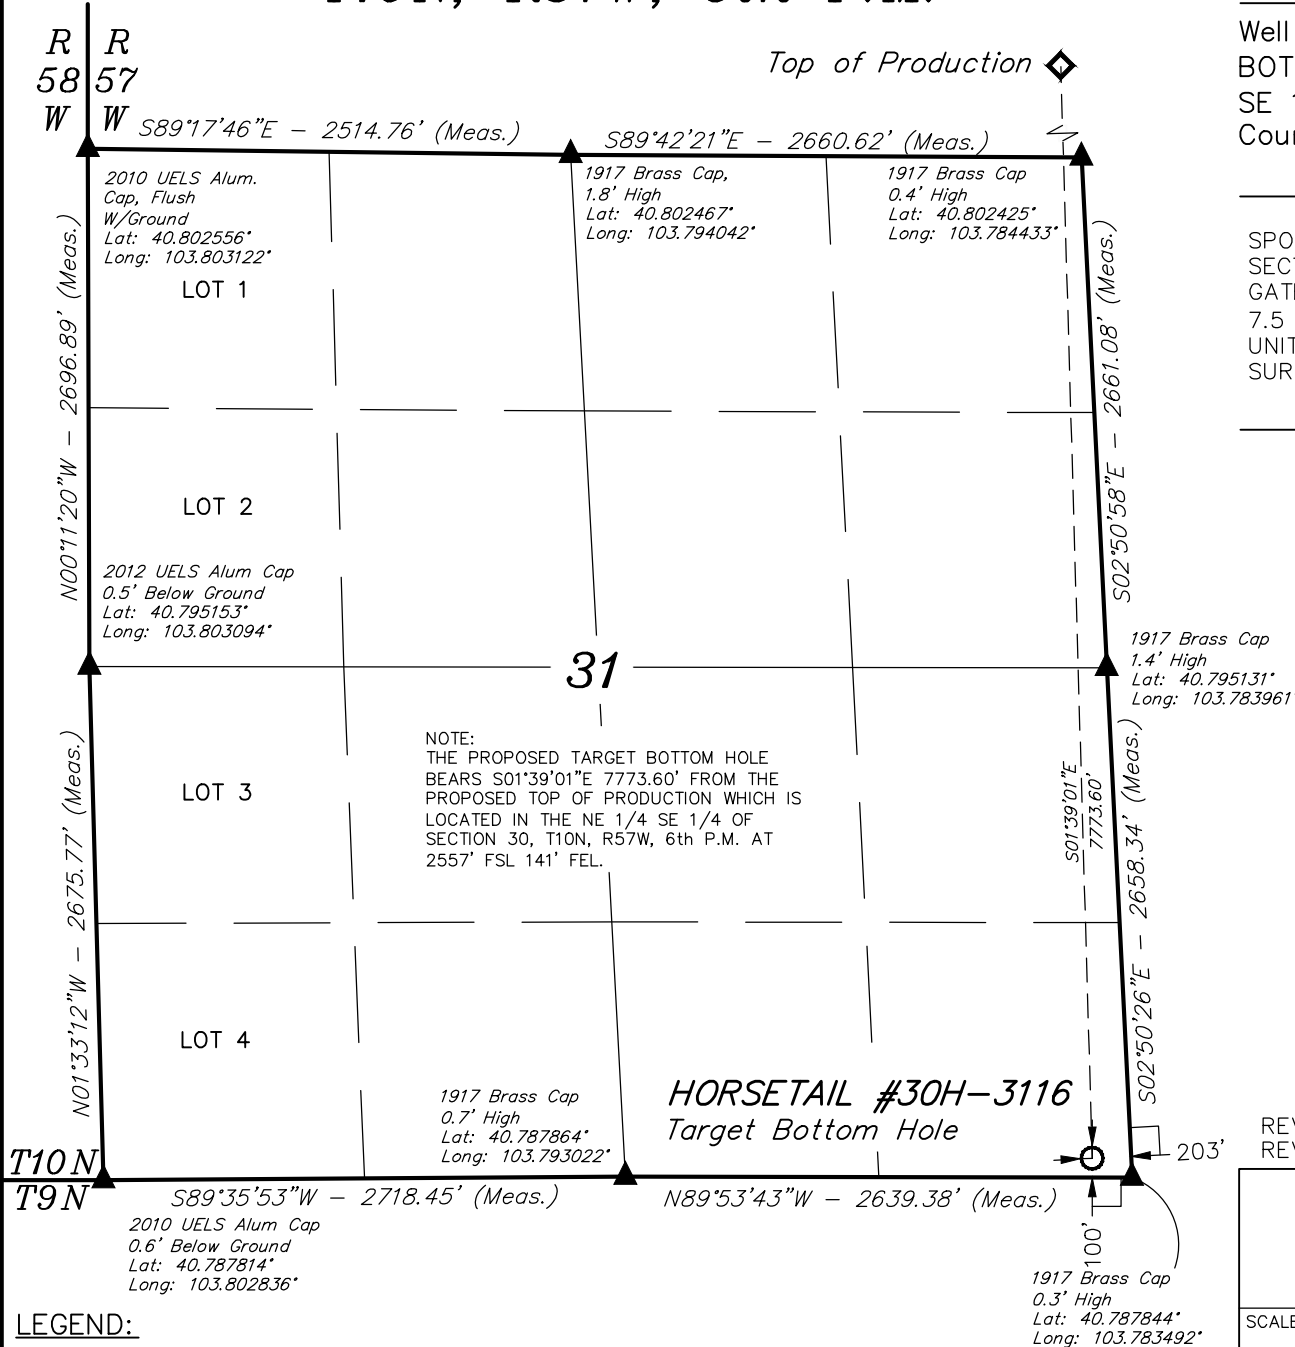 R R
58 57
W W
Top of Production
S89°17'46"E - 2514.76' (Meas.)
S89°42'21"E - 2660.62' (Meas.)
2010 UELS Alum.
Cap, Flush
W/Ground
Lat: 40.802556°
Long: 103.803122°
1917 Brass Cap,
1.8' High
Lat: 40.802467°
Long: 103.794042°
1917 Brass Cap
0.4' High
Lat: 40.802425°
Long: 103.784433°
N00°11'20"W - 2696.89' (Meas.)
S02°50'58"E - 2661.08' (Meas.)
LOT 1
LOT 2
2012 UELS Alum Cap
0.5' Below Ground
Lat: 40.795153°
Long: 103.803094°
31
1917 Brass Cap
1.4' High
Lat: 40.795131°
Long: 103.783961
NOTE:
THE PROPOSED TARGET BOTTOM HOLE
BEARS S01°39'01"E 7773.60' FROM THE
PROPOSED TOP OF PRODUCTION WHICH IS
LOCATED IN THE NE 1/4 SE 1/4 OF
SECTION 30, T10N, R57W, 6th P.M. AT
2557' FSL 141' FEL.
LOT 3
N01°33'12"W - 2675.77' (Meas.)
S01°39'01"E
7773.60'
S02°50'26"E - 2658.34' (Meas.)
LOT 4
1917 Brass Cap
0.7' High
Lat: 40.787864°
Long: 103.793022°
HORSETAIL #30H-3116
Target Bottom Hole
203'
100'
T10N
T9N
S89°35'53"W - 2718.45' (Meas.)
N89°53'43"W - 2639.38' (Meas.)
2010 UELS Alum Cap
0.6' Below Ground
Lat: 40.787814°
Long: 103.802836°
1917 Brass Cap
0.3' High
Lat: 40.787844°
Long: 103.783492°
LEGEND:
Well
BOT
SE 1
Cour
SPO
SECT
GATE
7.5
UNIT
SUR
REV
REV
SCALE